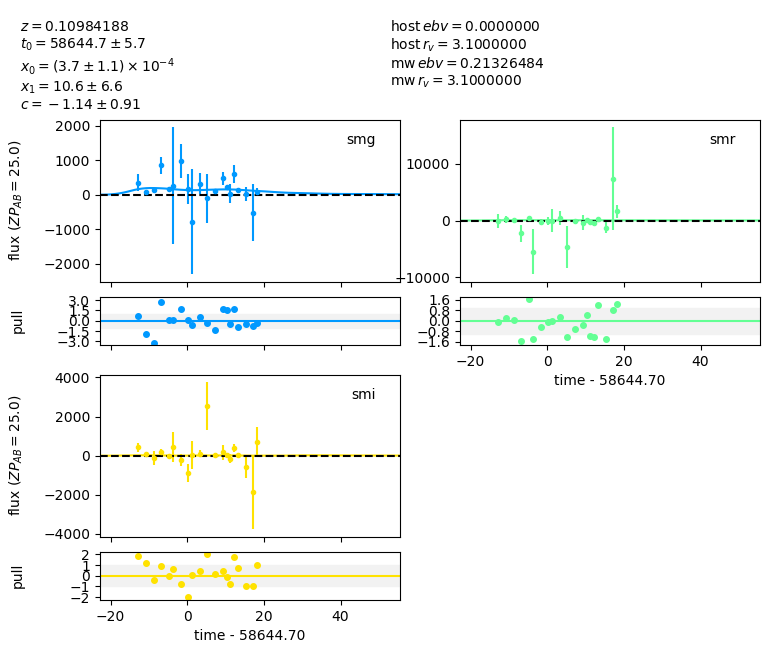 z = 0.10984188
t₀ = 58644.7 ± 5.7
x₀ = (3.7 ± 1.1) × 10⁻⁴
x₁ = 10.6 ± 6.6
c = −1.14 ± 0.91
host ebv = 0.0000000
host r_v = 3.1000000
mw ebv = 0.21326484
mw r_v = 3.1000000
flux (ZP_AB = 25.0)
2000
1000
0
−1000
−2000
smg
10000
0
−10000
smr
pull
3.0
1.5
0.0
−1.5
−3.0
1.6
0.8
0.0
−0.8
−1.6
−20 0 20 40
time - 58644.70
flux (ZP_AB = 25.0)
4000
2000
0
−2000
−4000
smi
pull
2
1
0
−1
−2
−20 0 20 40
time - 58644.70